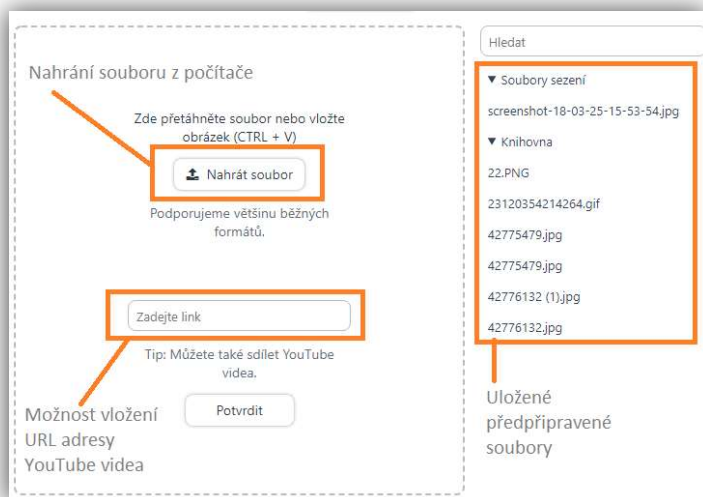 Nahrání souboru z počítače
Zde přetáhněte soubor nebo vložte
obrázek (CTRL + V)
Nahrát soubor
Podporujeme většinu běžných
formátů.
Zadejte link
Tip: Můžete také sdílet YouTube
videa.
Potvrdit
Možnost vložení
URL adresy
YouTube videa
Hledat
▼ Soubory sezení
screenshot-18-03-25-15-53-54.jpg
▼ Knihovna
22.PNG
23120354214264.gif
42775479.jpg
42775479.jpg
42776132 (1).jpg
42776132.jpg
Uložené
předpřipravené
soubory